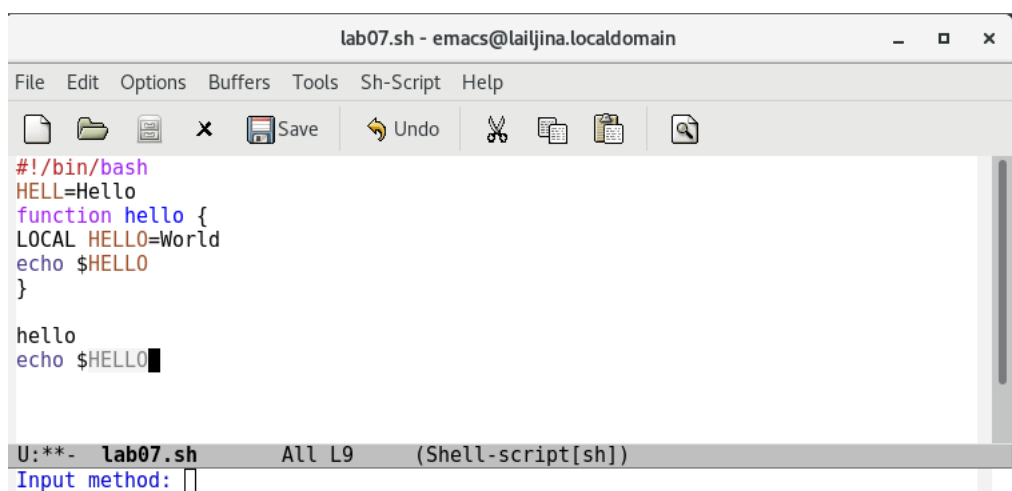 lab07.sh - emacs@lailjina.localdomain
File Edit Options Buffers Tools Sh-Script Help
Save Undo
#!/bin/bash
HELL=Hello
function hello {
LOCAL HELLO=World
echo $HELLO
}
hello
echo $HELLO
U:**- lab07.sh All L9 (Shell-script[sh])
Input method: